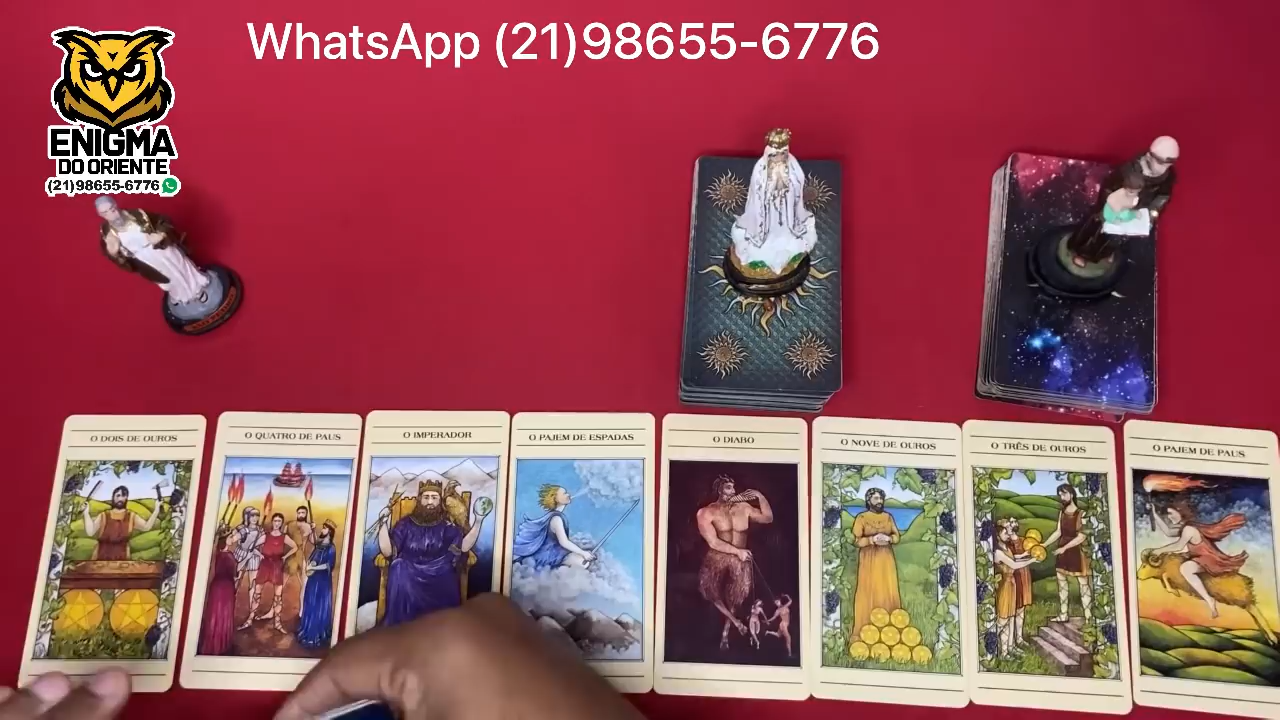 WhatsApp (21)98655-6776
ENIGMA
DO ORIENTE
(21)98655-6776
O DOIS DE OUROS
O QUATRO DE PAUS
O IMPERADOR
O PAJEM DE ESPADAS
O DIABO
O NOVE DE OUROS
O TRÊS DE OUROS
O PAJEM DE PAUS